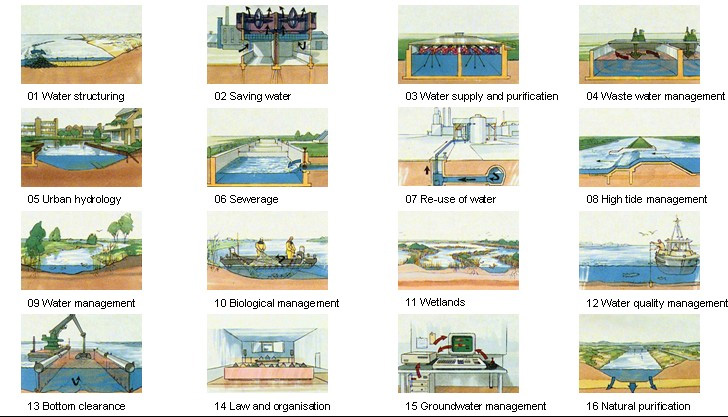 01 Water structuring
02 Saving water
03 Water supply and purification
04 Waste water management
05 Urban hydrology
06 Sewerage
07 Re-use of water
08 High tide management
09 Water management
10 Biological management
11 Wetlands
12 Water quality management
13 Bottom clearance
14 Law and organisation
15 Groundwater management
16 Natural purification